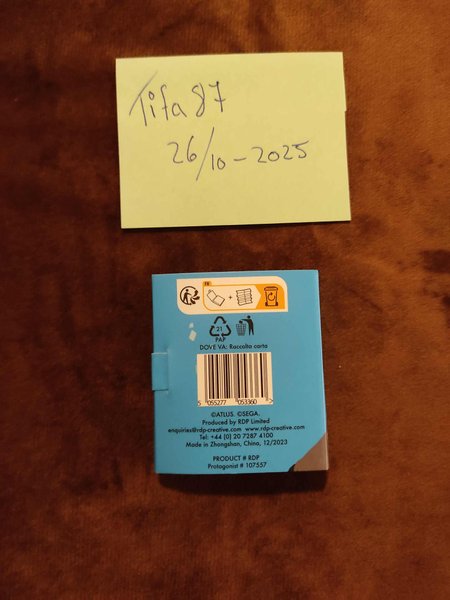 Tifa87
26/10-2025
FR
+
21
PAP
DOVE VA: Raccolta carta
5 055277 053360 >
©ATLUS. ©SEGA.
Produced by RDP Limited
enquiries@rdp-creative.com www.rdp-creative.com
Tel: +44 (0) 20 7287 4100
Made in Zhongshan, China, 12/2023
PRODUCT # RDP
Protagonist # 107557